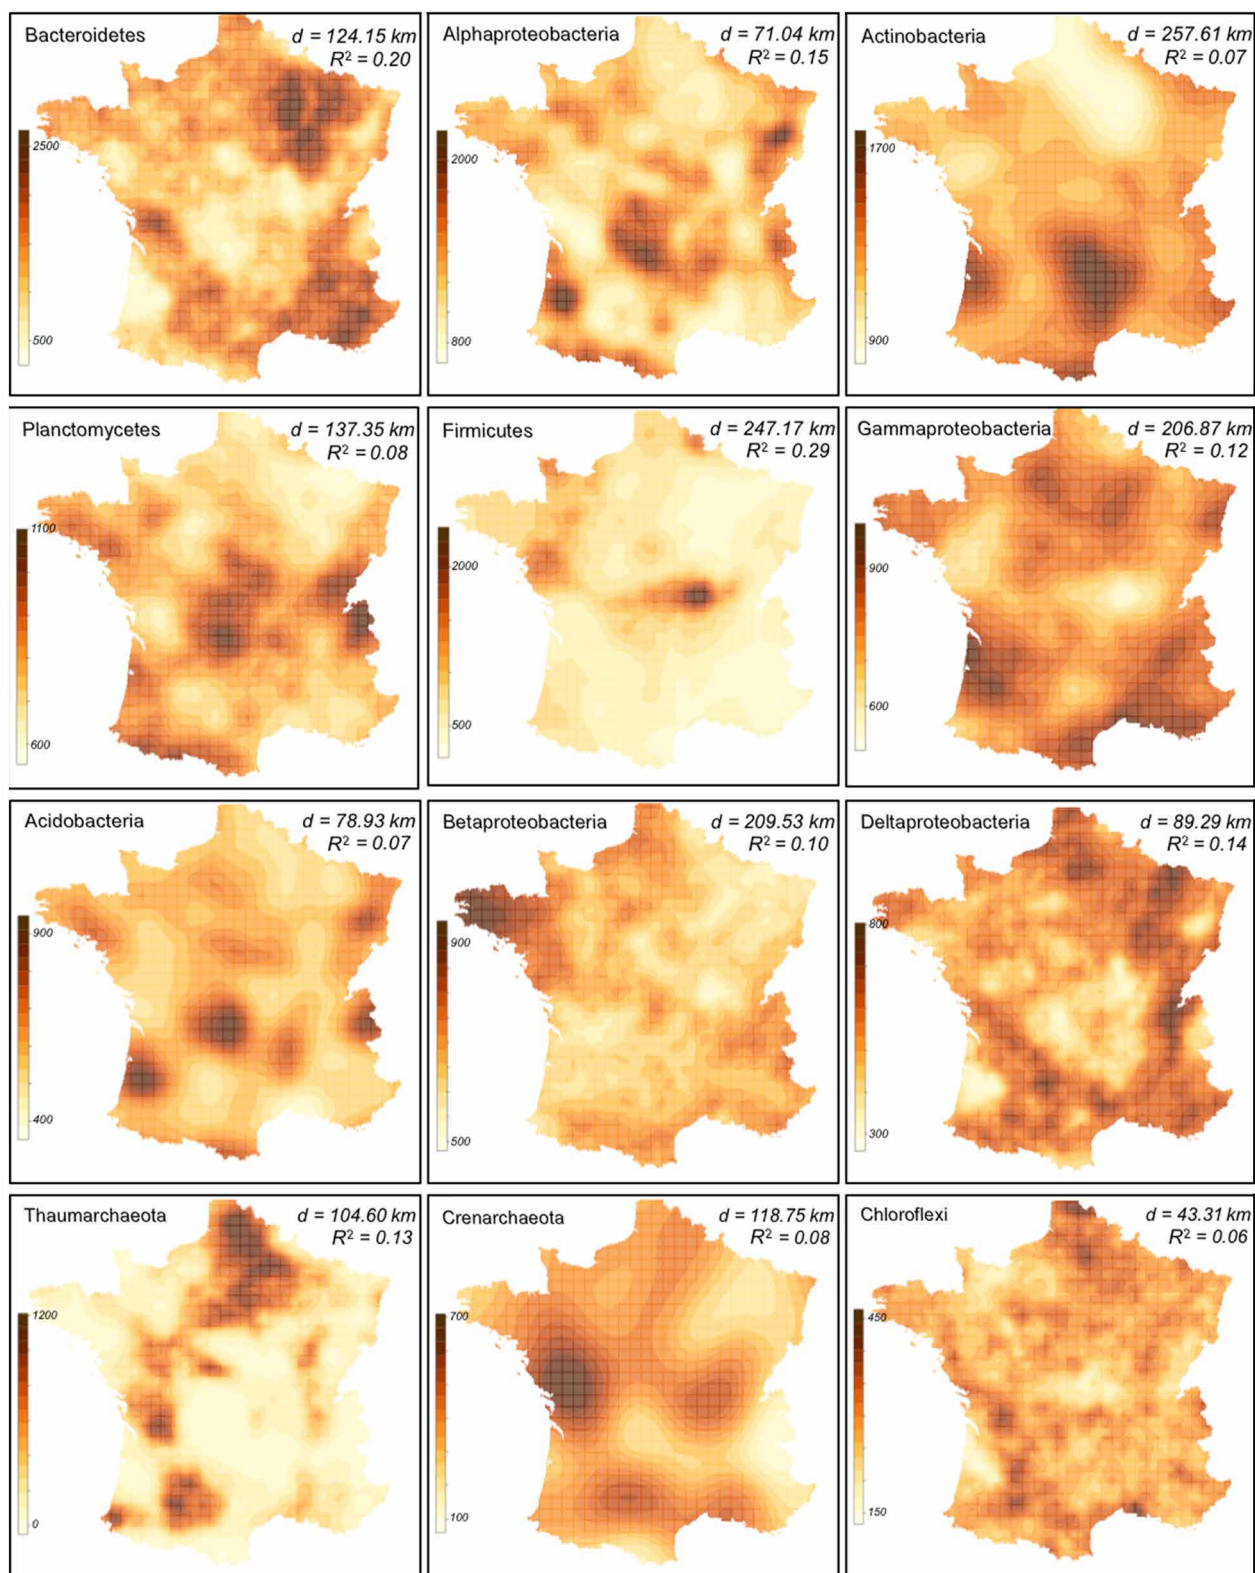 Bacteroidetes
d = 124.15 km
R² = 0.20
2500
500
Alphaproteobacteria
d = 71.04 km
R² = 0.15
2000
800
Actinobacteria
d = 257.61 km
R² = 0.07
1700
900
Planctomycetes
d = 137.35 km
R² = 0.08
1100
600
Firmicutes
d = 247.17 km
R² = 0.29
2000
500
Gammaproteobacteria
d = 206.87 km
R² = 0.12
900
600
Acidobacteria
d = 78.93 km
R² = 0.07
900
400
Betaproteobacteria
d = 209.53 km
R² = 0.10
900
500
Deltaproteobacteria
d = 89.29 km
R² = 0.14
800
300
Thaumarchaeota
d = 104.60 km
R² = 0.13
1200
0
Crenarchaeota
d = 118.75 km
R² = 0.08
700
100
Chloroflexi
d = 43.31 km
R² = 0.06
450
150